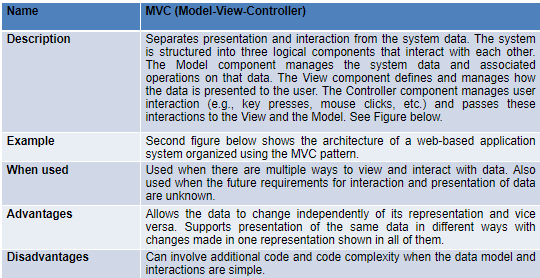 Name MVC (Model-View-Controller)
Description Separates presentation and interaction from the system data. The system
is structured into three logical components that interact with each other.
The Model component manages the system data and associated
operations on that data. The View component defines and manages how
the data is presented to the user. The Controller component manages user
interaction (e.g., key presses, mouse clicks, etc.) and passes these
interactions to the View and the Model. See Figure below.
Example Second figure below shows the architecture of a web-based application
system organized using the MVC pattern.
When used Used when there are multiple ways to view and interact with data. Also
used when the future requirements for interaction and presentation of data
are unknown.
Advantages Allows the data to change independently of its representation and vice
versa. Supports presentation of the same data in different ways with
changes made in one representation shown in all of them.
Disadvantages Can involve additional code and code complexity when the data model and
interactions are simple.